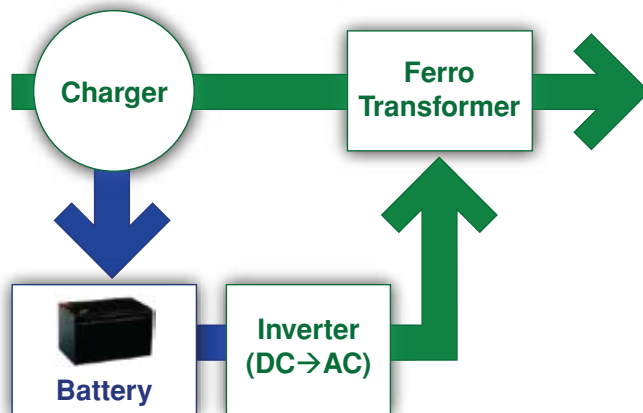 Charger
Ferro
Transformer
Battery
Inverter
(DC→AC)